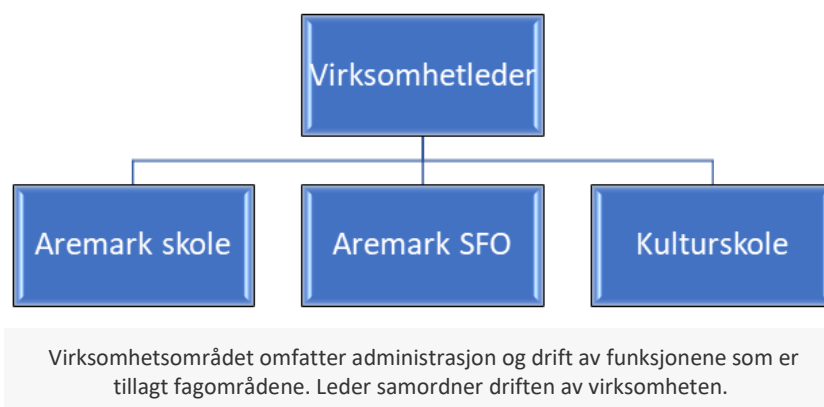 Virksomhetleder
Aremark skole
Aremark SFO
Kulturskole
Virksomhetsområdet omfatter administrasjon og drift av funksjonene som er
tillagt fagområdene. Leder samordner driften av virksomheten.